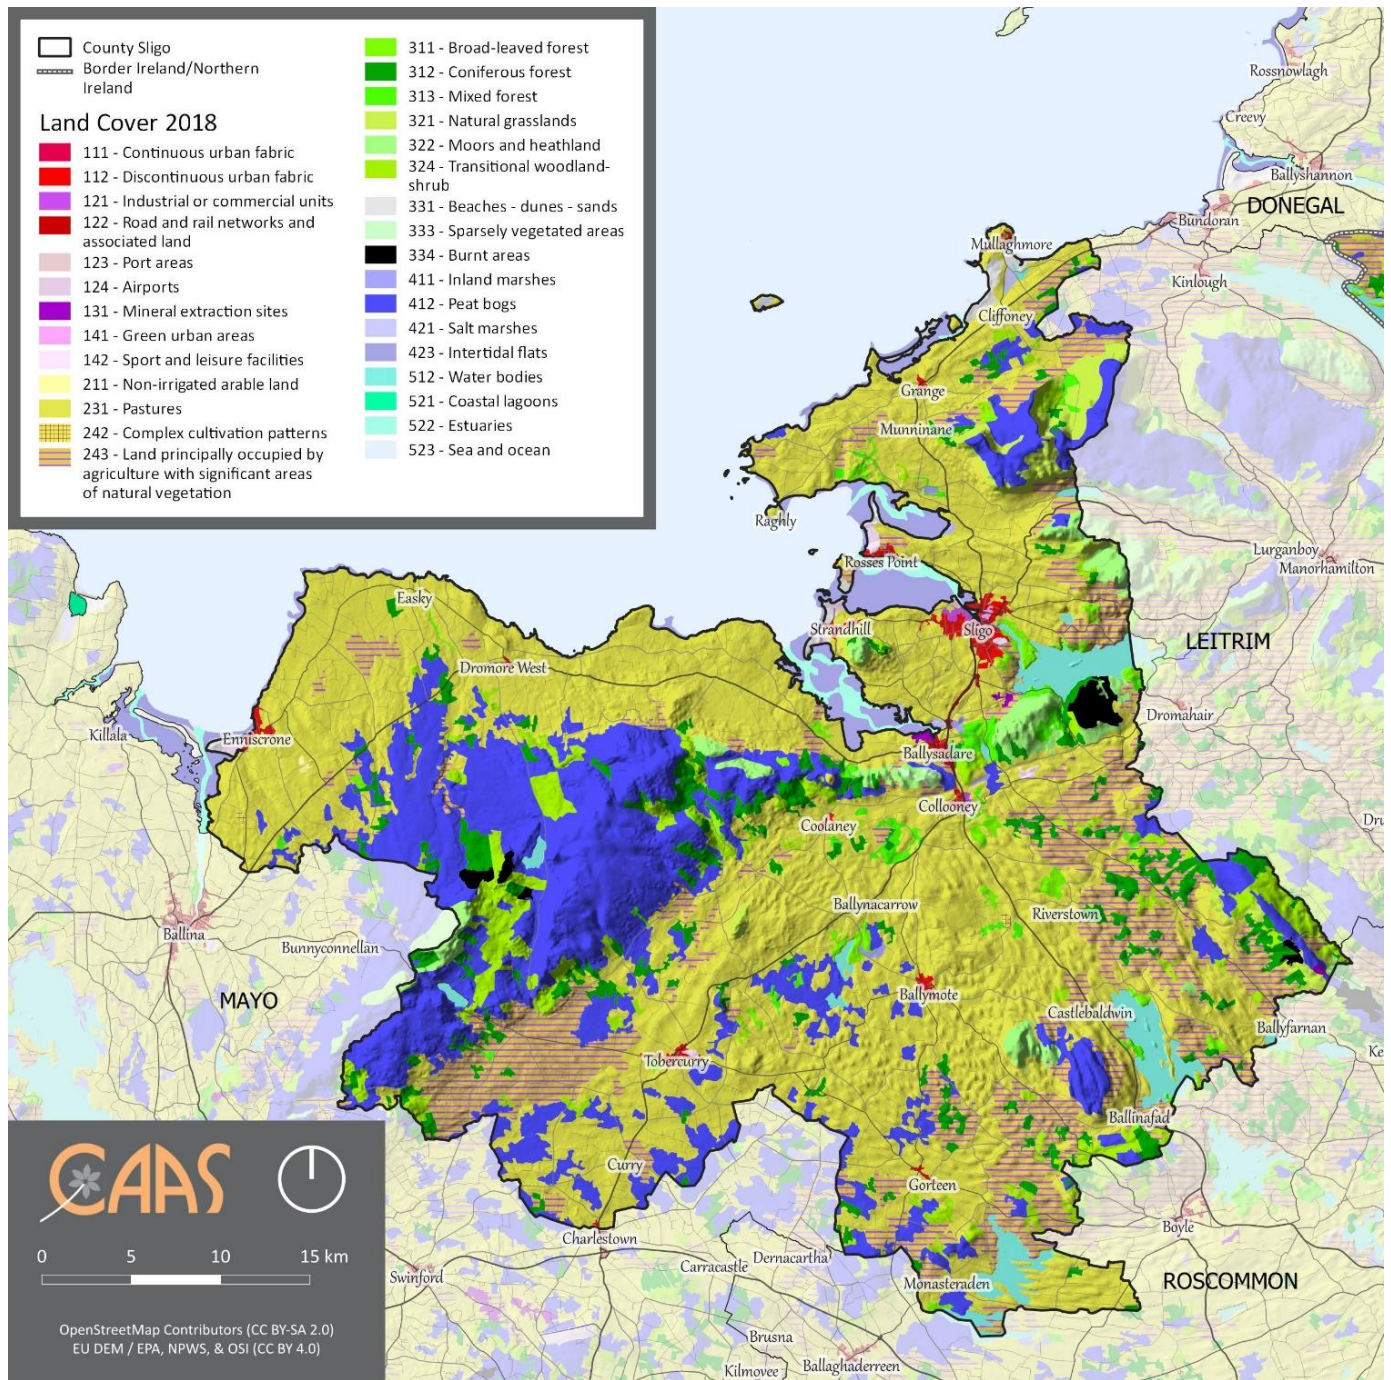 County Sligo
Border Ireland/Northern
Ireland
Land Cover 2018
111 - Continuous urban fabric
112 - Discontinuous urban fabric
121 - Industrial or commercial units
122 - Road and rail networks and
associated land
123 - Port areas
124 - Airports
131 - Mineral extraction sites
141 - Green urban areas
142 - Sport and leisure facilities
211 - Non-irrigated arable land
231 - Pastures
242 - Complex cultivation patterns
243 - Land principally occupied by
agriculture with significant areas
of natural vegetation
311 - Broad-leaved forest
312 - Coniferous forest
313 - Mixed forest
321 - Natural grasslands
322 - Moors and heathland
324 - Transitional woodland-
shrub
331 - Beaches - dunes - sands
333 - Sparsely vegetated areas
334 - Burnt areas
411 - Inland marshes
412 - Peat bogs
421 - Salt marshes
423 - Intertidal flats
512 - Water bodies
521 - Coastal lagoons
522 - Estuaries
523 - Sea and ocean
Rossnowlagh
Creevy
Ballyshannon
DONEGAL
Bundoran
Mullaghmore
Kinlough
Cliffoney
Grange
Munninane
Raghly
Lurganboy
Manorhamilton
Rosses Point
Easky
Strandhill
Sligo
LEITRIM
Dromore West
Dromahair
Killala
Enniscrone
Ballysadare
Collooney
Coolaney
Dru
Ballynacarrow
Riverstown
Ballina
Bunnyconnellan
MAYO
Ballymote
Castlebaldwin
Ballyfarnan
Ke
Tobercurry
Ballinafad
Curry
Gorteen
Boyle
Charlestown
Dernacartha
Carracastle
Swinford
Monasteraden
ROSCOMMON
Brusna
Kilmovee
Ballaghaderreen
CAAS
0 5 10 15 km
OpenStreetMap Contributors (CC BY-SA 2.0)
EU DEM / EPA, NPWS, & OSI (CC BY 4.0)